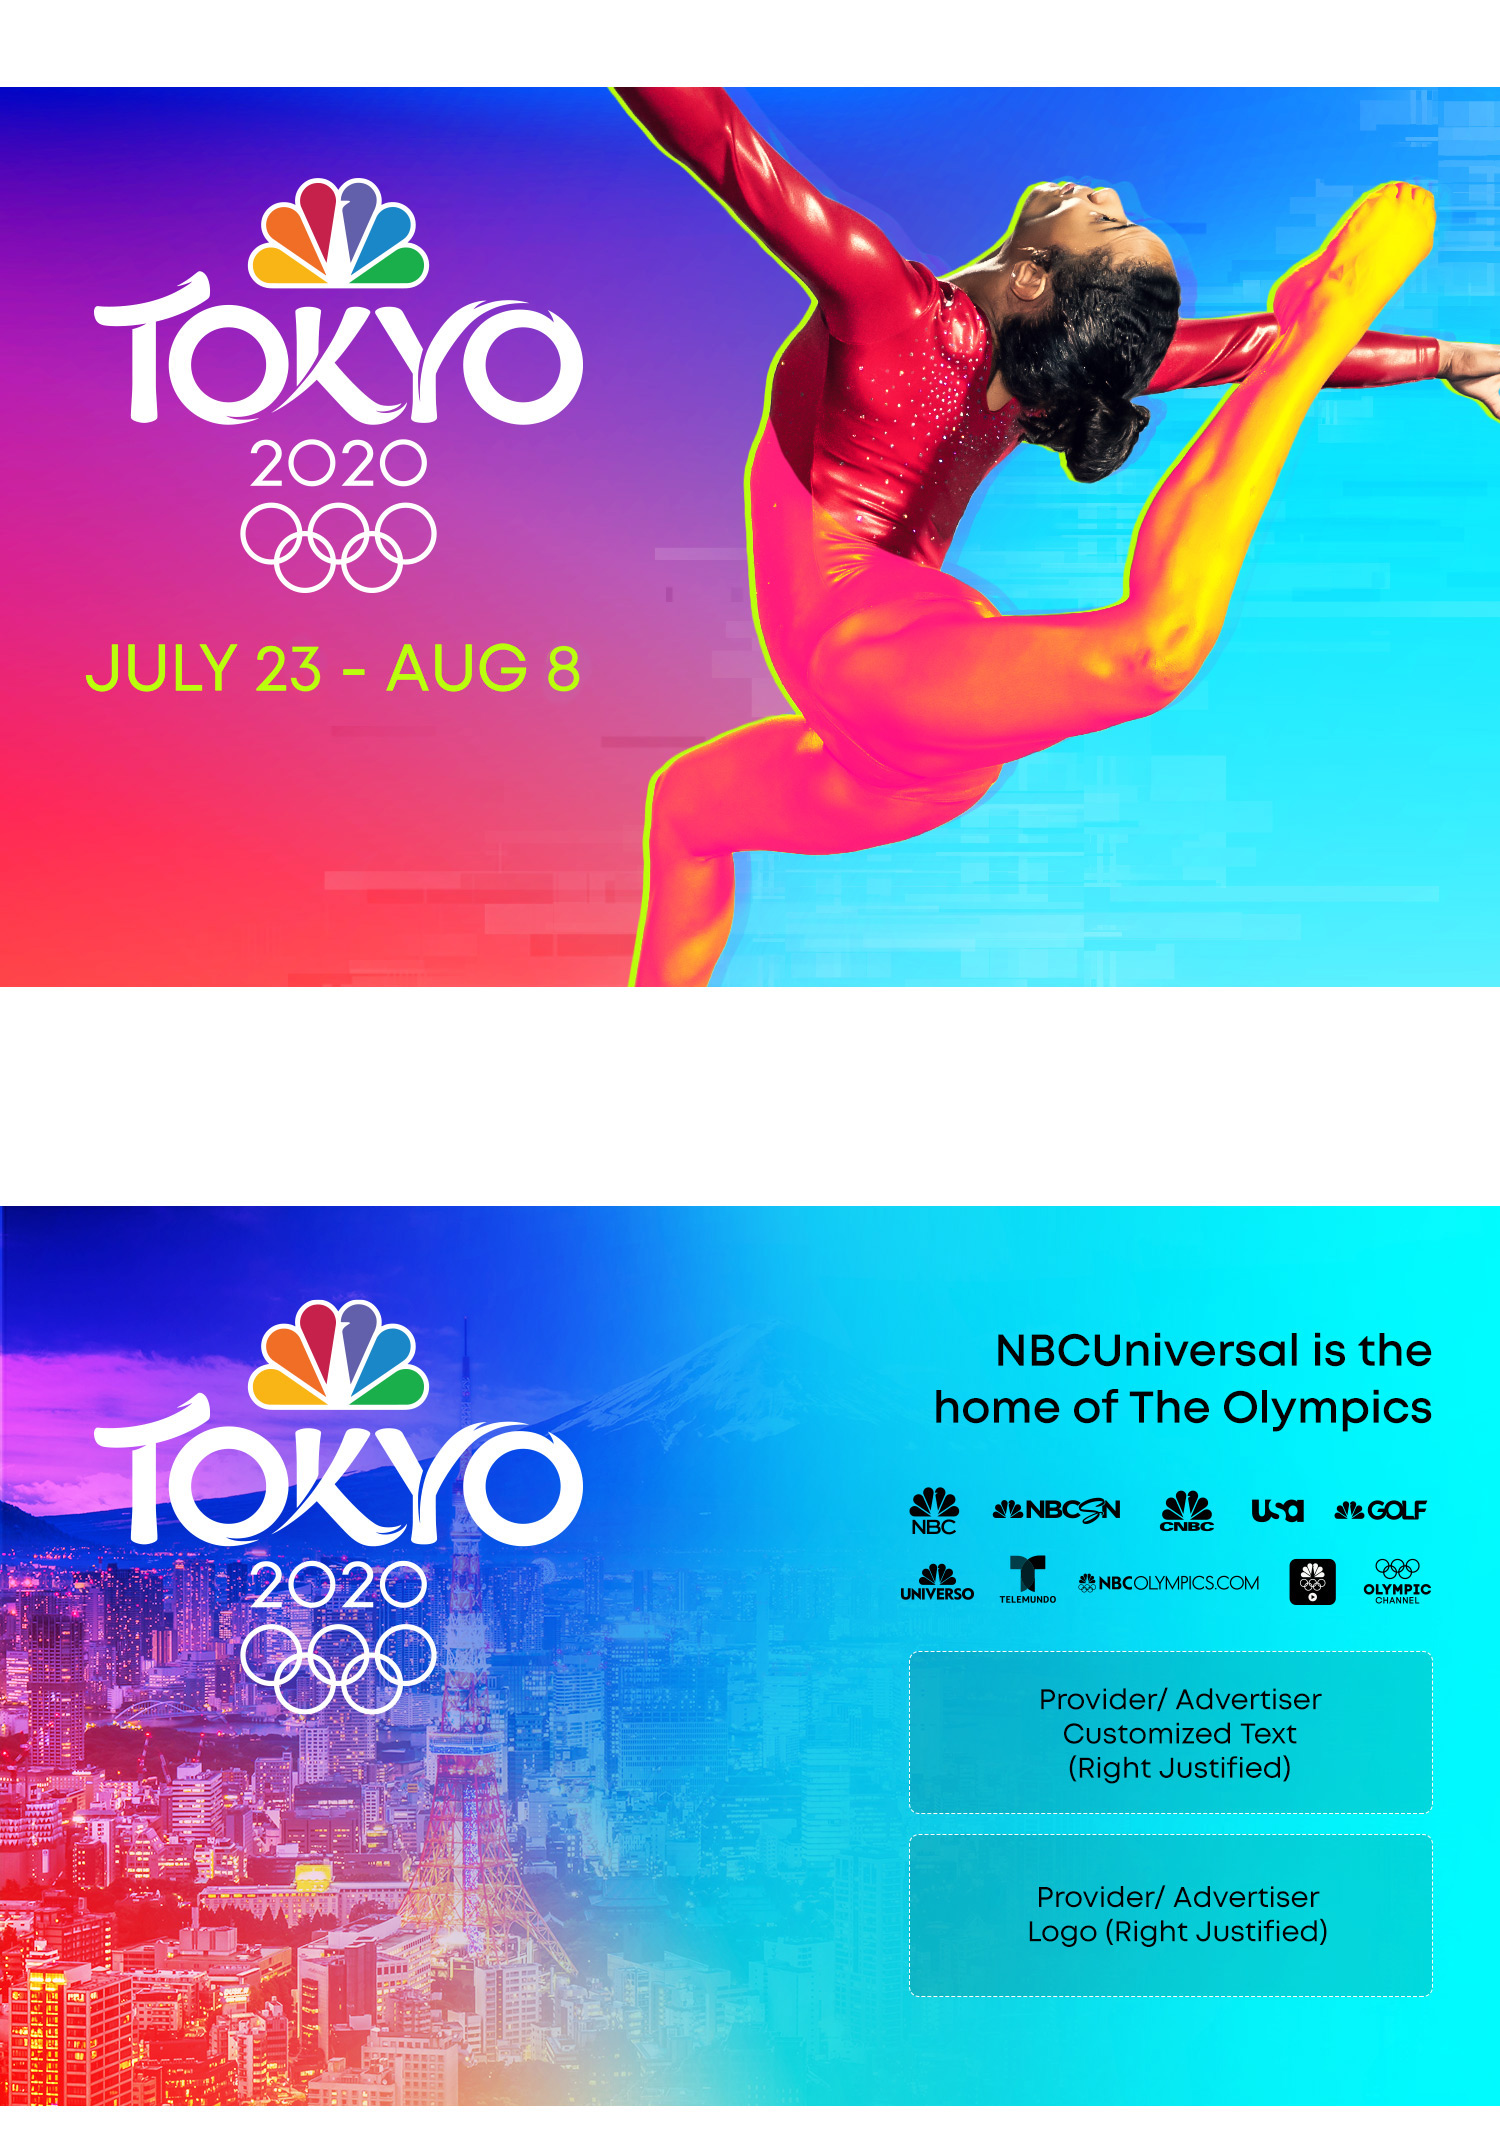 TOKYO
2020
JULY 23 - AUG 8
TOKYO
2020
NBCUniversal is the
home of The Olympics
NBC
NBCSN
CNBC
usa
GOLF
UNIVERSO
TELEMUNDO
NBCOLYMPICS.COM
OLYMPIC
CHANNEL
Provider/ Advertiser
Customized Text
(Right Justified)
Provider/ Advertiser
Logo (Right Justified)